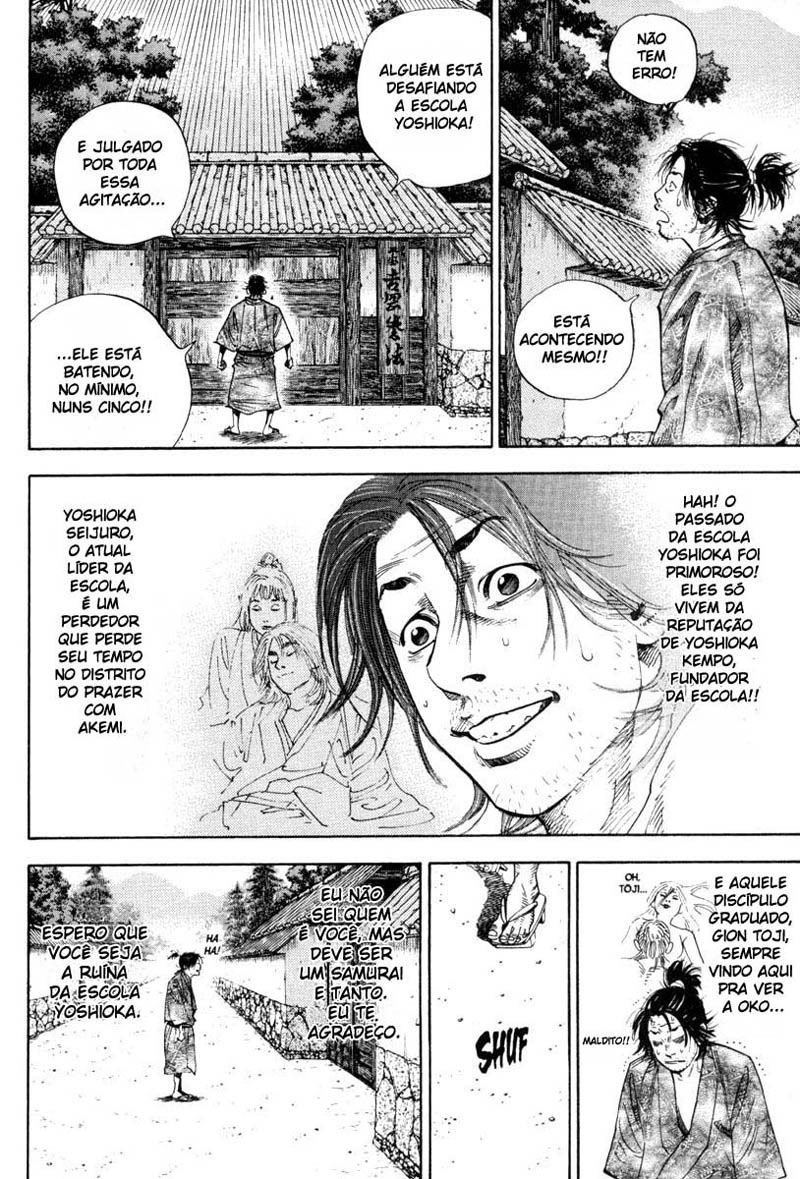 NÃO
TEM
ERRO!
ESTÁ
ACONTECENDO
MESMO!!
ALGUÉM ESTÁ
DESAFIANDO
A ESCOLA
YOSHIOKA!
E JULGADO
POR TODA
ESSA
AGITAÇÃO...
...ELE ESTÁ
BATENDO,
NO MÍNIMO,
NUNS CINCO!!
HAH! O
PASSADO
DA ESCOLA
YOSHIOKA FOI
PRIMOROSO!
ELES SÓ
VIVEM DA
REPUTAÇÃO
DE YOSHIOKA
KEMPO,
FUNDADOR
DA ESCOLA!!
YOSHIOKA
SEIJURO,
O ATUAL
LÍDER DA
ESCOLA,
É UM
PERDEDOR
QUE PERDE
SEU TEMPO
NO DISTRITO
DO PRAZER
COM
AKEMI.
E AQUELE
DISCÍPULO
GRADUADO,
GION TOJI,
SEMPRE
VINDO AQUI
PRA VER
A OKO...
OH,
TOJI...
MALDITO!!
SHUF
EU NÃO
SEI QUEM
É VOCÊ, MAS
DEVE SER
UM SAMURAI
E TANTO.
EU TE
AGRADEÇO.
HA
HA!
ESPERO QUE
VOCÊ SEJA
A RUÍNA
DA ESCOLA
YOSHIOKA.